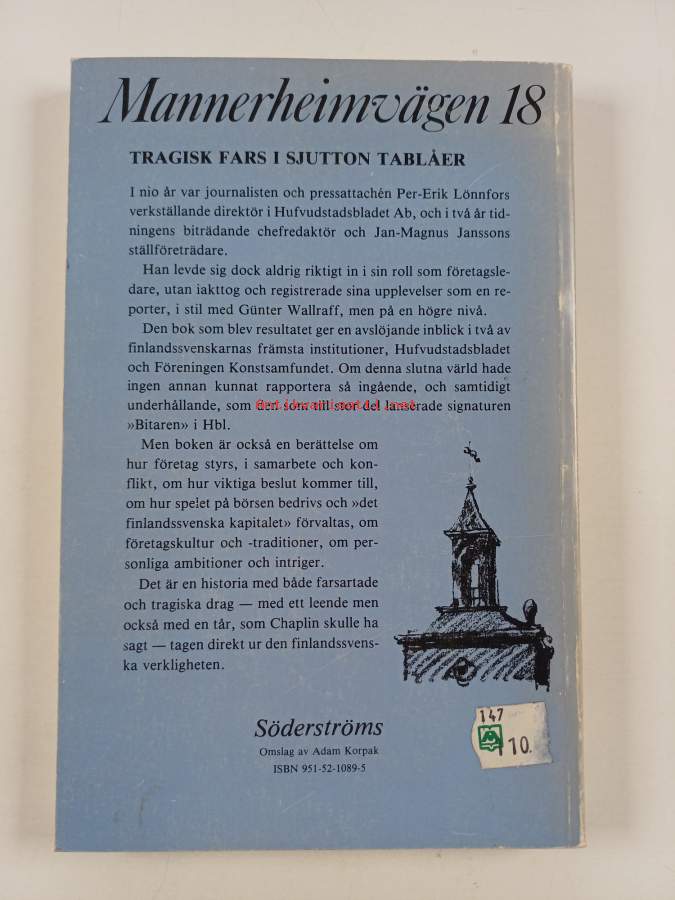 Mannerheimvägen 18
TRAGISK FARS I SJUTTON TABLÅER
I nio år var journalisten och pressattachén Per-Erik Lönnfors
verkställande direktör i Hufvudstadsbladet Ab, och i två år tid-
ningens biträdande chefredaktör och Jan-Magnus Janssons
ställföreträdare.
Han levde sig dock aldrig riktigt in i sin roll som företagsle-
dare, utan iakttog och registrerade sina upplevelser som en re-
porter, i stil med Günter Wallraff, men på en högre nivå.
Den bok som blev resultatet ger en avslöjande inblick i två av
finlandssvenskarnas främsta institutioner, Hufvudstadsbladet
och Föreningen Konstsamfundet. Om denna slutna värld hade
ingen annan kunnat rapportera så ingående, och samtidigt
underhållande, som den som till stor del lanserade signaturen
»Bitaren» i Hbl.
Men boken är också en berättelse om
hur företag styrs, i samarbete och kon-
flikt, om hur viktiga beslut kommer till,
om hur spelet på börsen bedrivs och »det
finlandssvenska kapitalet» förvaltas, om
företagskultur och -traditioner, om per-
sonliga ambitioner och intriger.
Det är en historia med både farsartade
och tragiska drag — med ett leende men
också med en tår, som Chaplin skulle ha
sagt — tagen direkt ur den finlandssvens-
ka verkligheten.
Söderströms
Omslag av Adam Korpak
ISBN 951-52-1089-5
147
10.